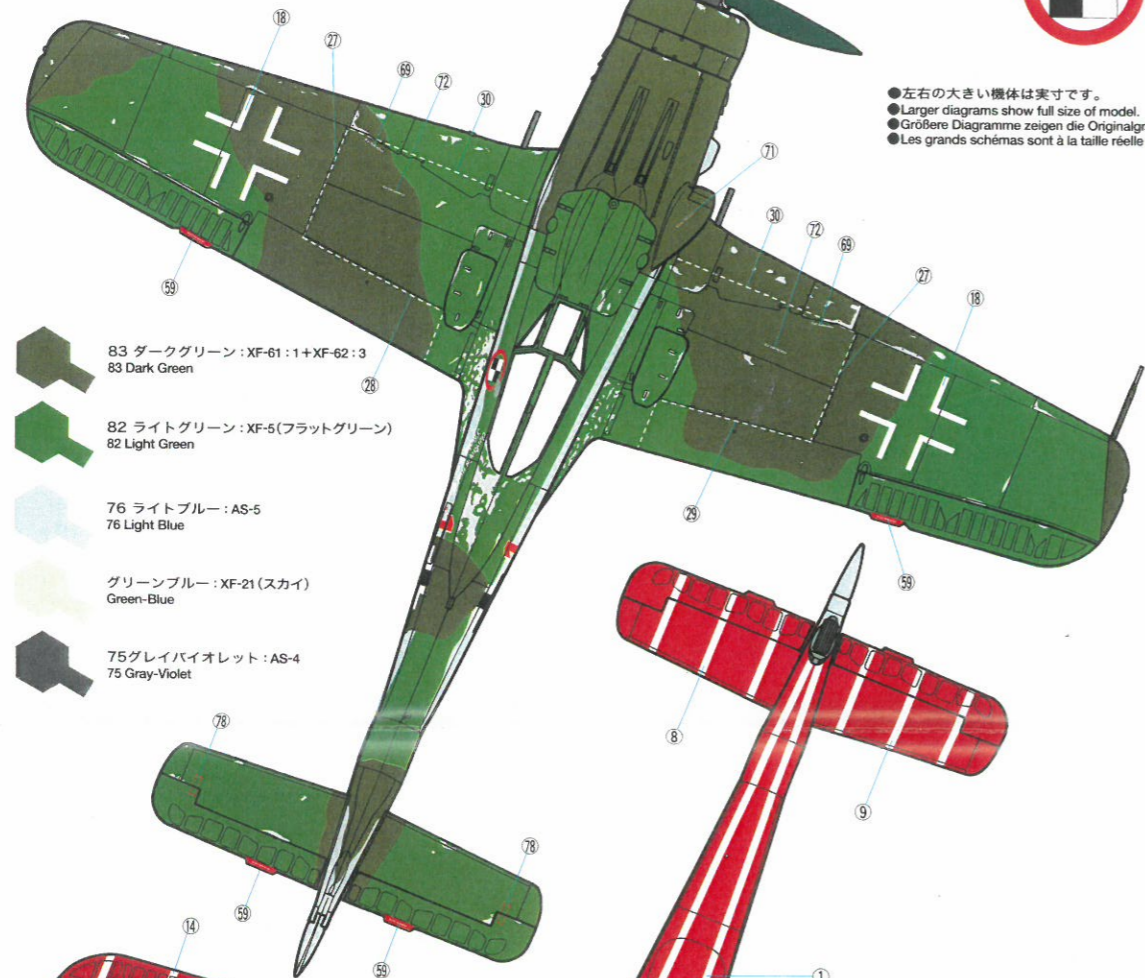 ⑱
㉗
69
72
㉚
●左右の大きい機体は実寸です。
●Larger diagrams show full size of model.
●Größere Diagramme zeigen die Originalgr
●Les grands schémas sont à la taille réelle
71
㉚
72
69
㉗
⑱
59
83 ダークグリーン:XF-61:1+XF-62:3
83 Dark Green
㉘
82 ライトグリーン:XF-5(フラットグリーン)
82 Light Green
76 ライトブルー:AS-5
76 Light Blue
㉙
59
グリーンブルー:XF-21(スカイ)
Green-Blue
75グレイバイオレット:AS-4
75 Gray-Violet
78
⑧
⑨
78
59
⑭
59
①